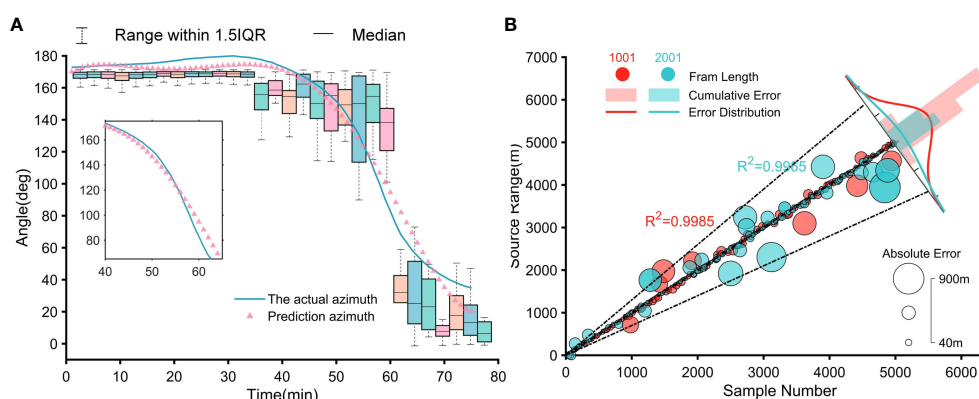 A
Range within 1.5IQR
Median
180
160
140
120
100
80
60
40
20
0
Angle(deg)
160
140
120
100
80
40
50
60
The actual azimuth
Prediction azimuth
0
10
20
30
40
50
60
70
80
Time(min)
B
7000
6000
5000
4000
3000
2000
1000
0
Source Range(m)
1001
2001
Fram Length
Cumulative Error
Error Distribution
R²=0.9965
R²=0.9985
Absolute Error
900m
40m
0
1000
2000
3000
4000
5000
6000
Sample Number